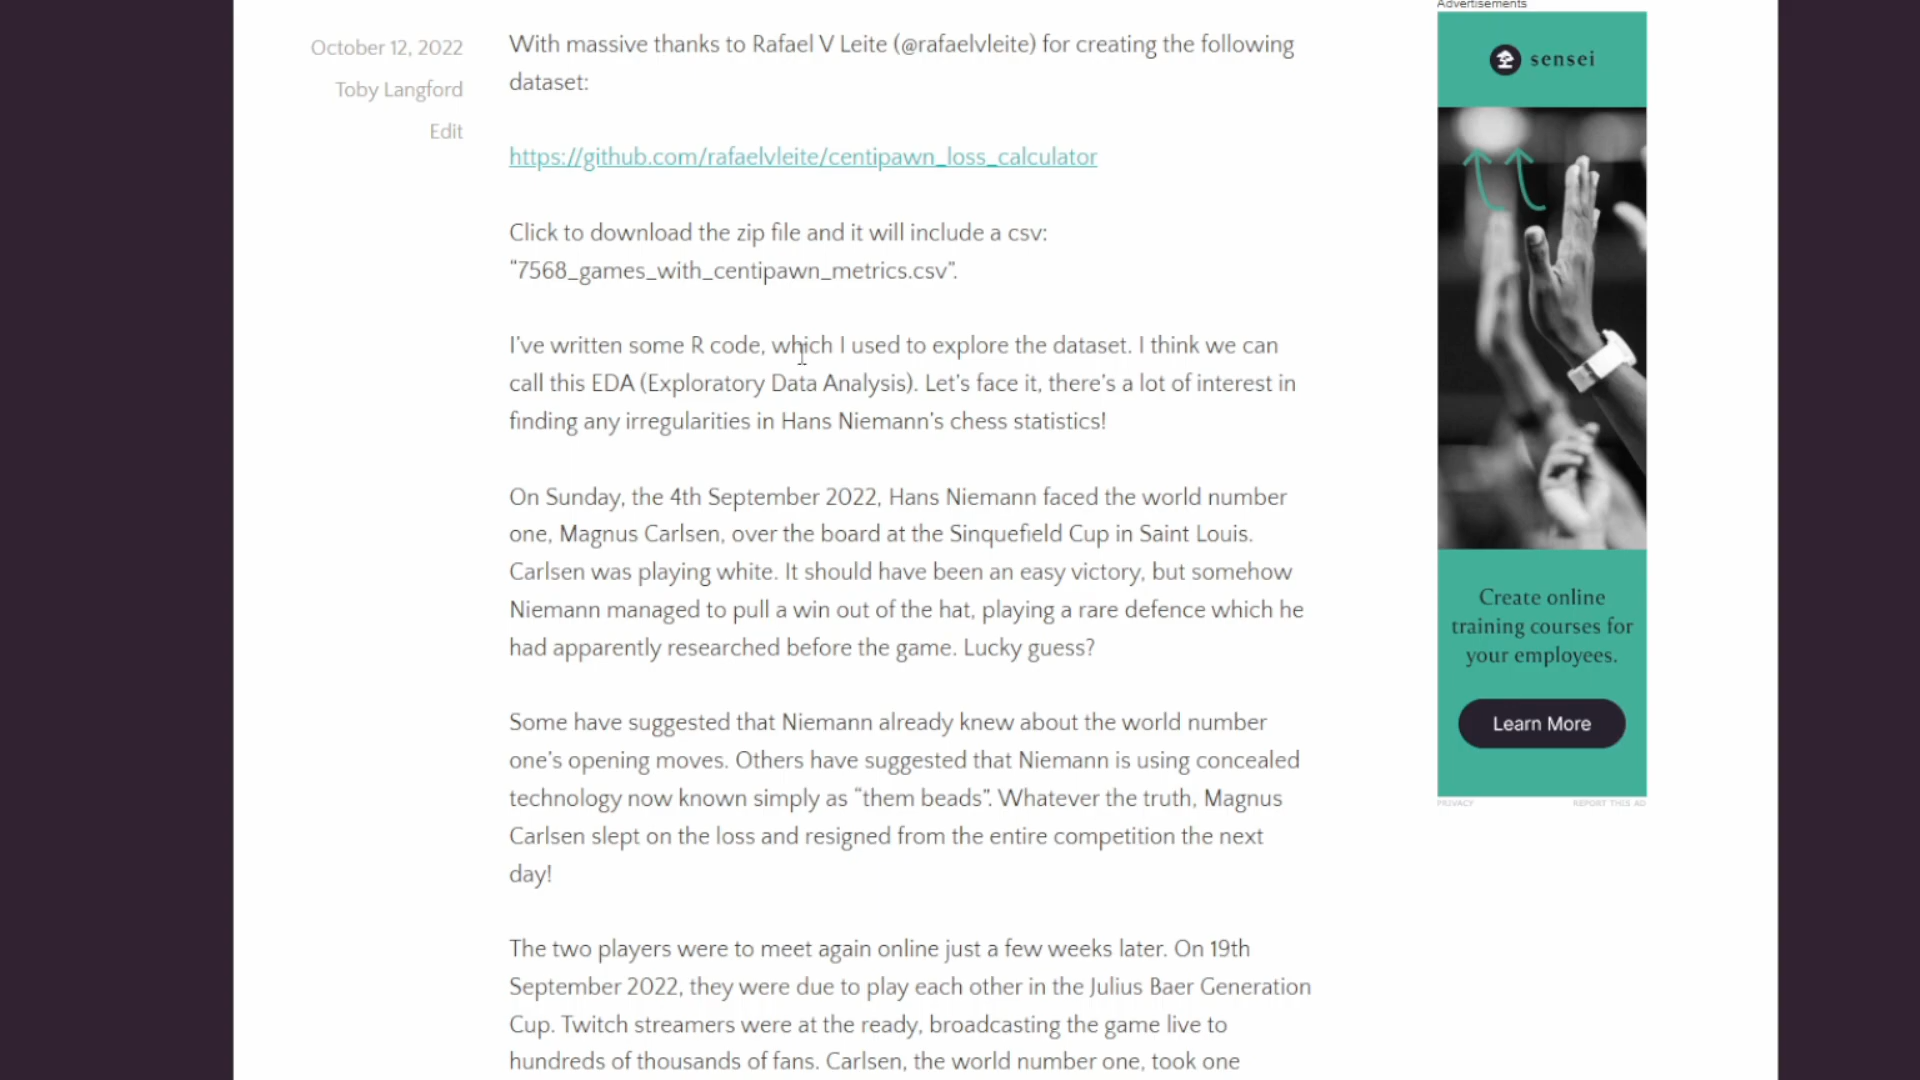 October 12, 2022
Toby Langford
Edit
With massive thanks to Rafael V Leite (@rafaelvleite) for creating the following
dataset:
https://github.com/rafaelvleite/centipawn_loss_calculator
Click to download the zip file and it will include a csv:
“7568_games_with_centipawn_metrics.csv”.
I’ve written some R code, which I used to explore the dataset. I think we can
call this EDA (Exploratory Data Analysis). Let’s face it, there’s a lot of interest in
finding any irregularities in Hans Niemann’s chess statistics!
On Sunday, the 4th September 2022, Hans Niemann faced the world number
one, Magnus Carlsen, over the board at the Sinquefield Cup in Saint Louis.
Carlsen was playing white. It should have been an easy victory, but somehow
Niemann managed to pull a win out of the hat, playing a rare defence which he
had apparently researched before the game. Lucky guess?
Some have suggested that Niemann already knew about the world number
one’s opening moves. Others have suggested that Niemann is using concealed
technology now known simply as “them beads”. Whatever the truth, Magnus
Carlsen slept on the loss and resigned from the entire competition the next
day!
The two players were to meet again online just a few weeks later. On 19th
September 2022, they were due to play each other in the Julius Baer Generation
Cup. Twitch streamers were at the ready, broadcasting the game live to
hundreds of thousands of fans. Carlsen, the world number one, took one
Advertisements
sensei
Create online
training courses for
your employees.
Learn More
PRIVACY
REPORT THIS AD